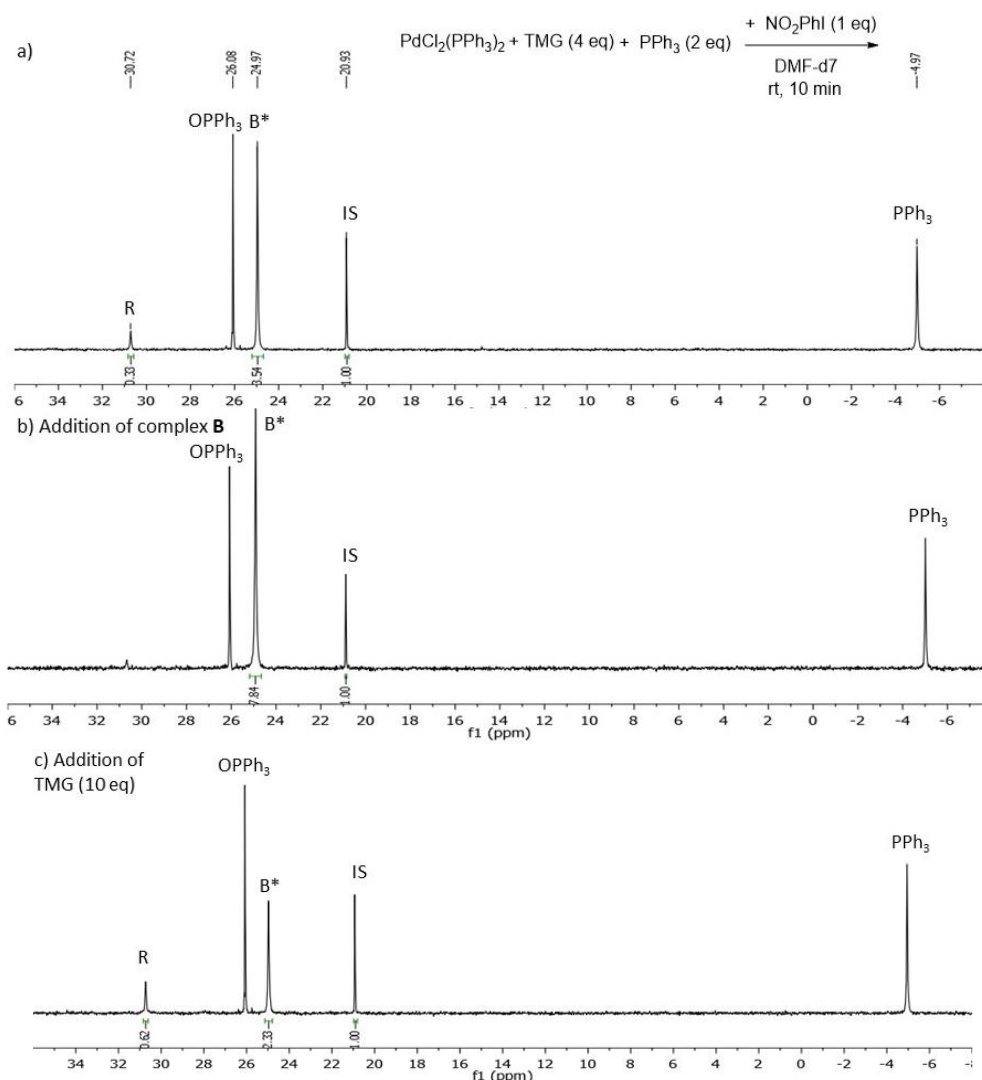 a)
PdCl2(PPh3)2 + TMG (4 eq) + PPh3 (2 eq)
+ NO2PhI (1 eq)
DMF-d7
rt, 10 min
30.72
26.08
24.97
20.93
-4.97
OPPh3 B*
IS
PPh3
R
0.33
3.54
1.00
6 34 32 30 28 26 24 22 20 18 16 14 12 10 8 6 4 2 0 -2 -4 -6
b) Addition of complex B
B*
OPPh3
IS
PPh3
7.84
1.00
6 34 32 30 28 26 24 22 20 18 16 14 12 10 8 6 4 2 0 -2 -4 -6
f1 (ppm)
c) Addition of
TMG (10 eq)
OPPh3
B*
IS
PPh3
R
0.62
2.33
1.00
34 32 30 28 26 24 22 20 18 16 14 12 10 8 6 4 2 0 -2 -4 -6
f1 (ppm)